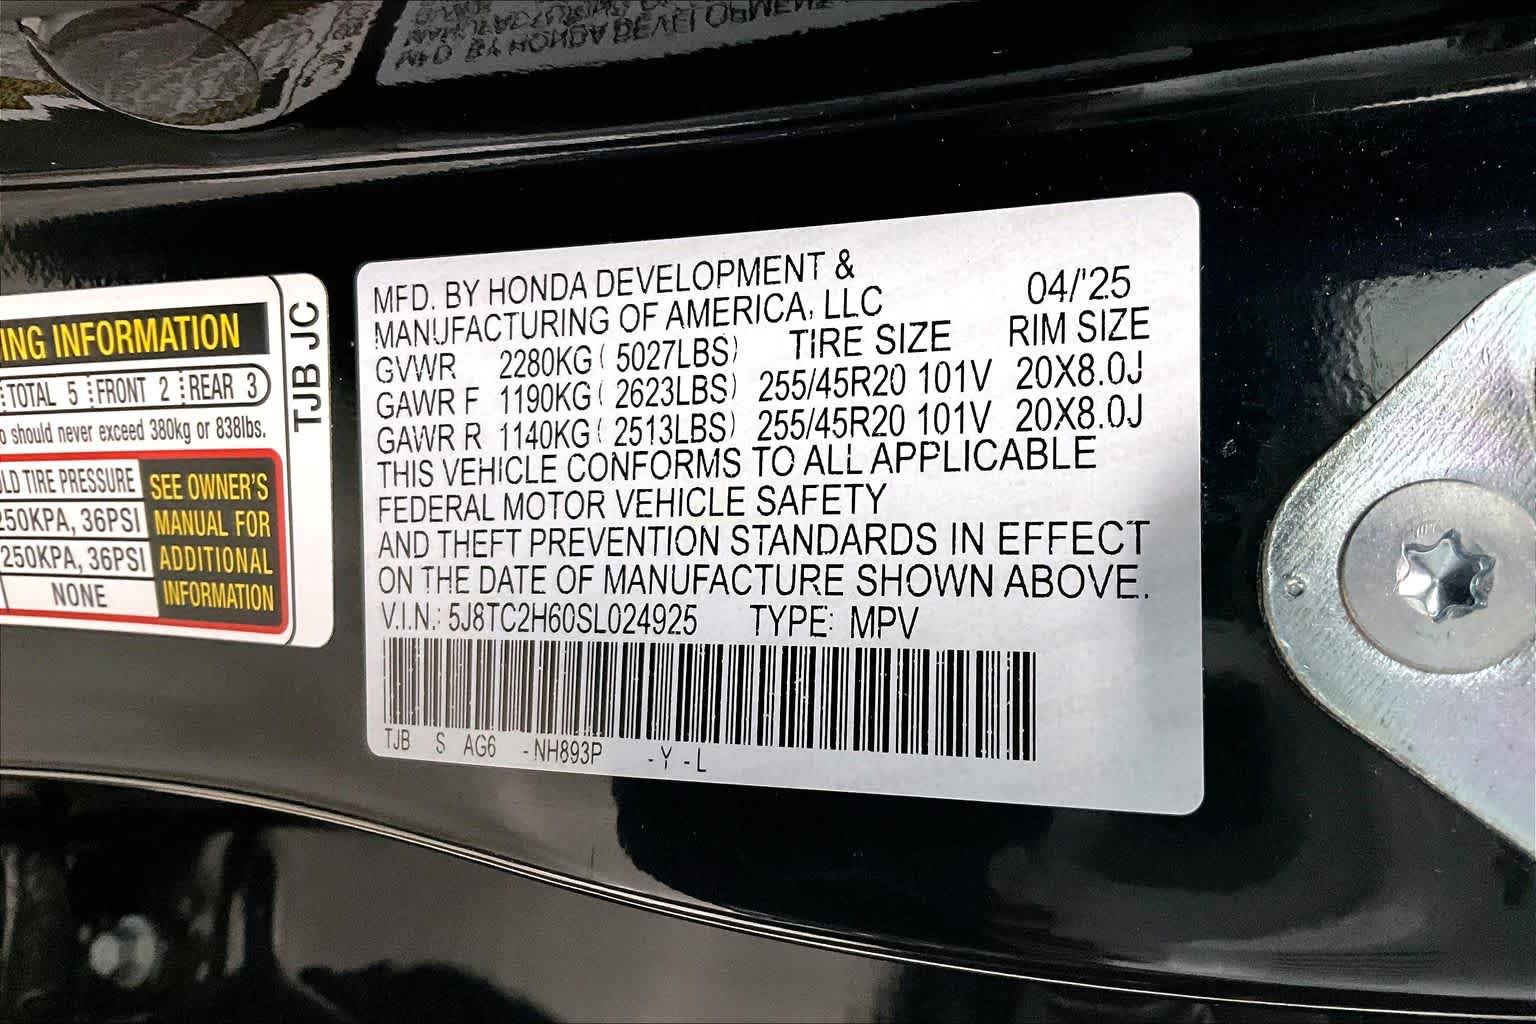 ING INFORMATION
TOTAL 5 FRONT 2 REAR 3
should never exceed 380kg or 838lbs.
TIRE PRESSURE
250KPA, 36PSI
250KPA, 36PSI
NONE
SEE OWNER'S
MANUAL FOR
ADDITIONAL
INFORMATION
TJB JC
MFD. BY HONDA DEVELOPMENT &
MANUFACTURING OF AMERICA, LLC 04/'25
GVWR 2280KG ( 5027LBS) TIRE SIZE RIM SIZE
GAWR F 1190KG ( 2623LBS) 255/45R20 101V 20X8.0J
GAWR R 1140KG ( 2513LBS) 255/45R20 101V 20X8.0J
THIS VEHICLE CONFORMS TO ALL APPLICABLE
FEDERAL MOTOR VEHICLE SAFETY
AND THEFT PREVENTION STANDARDS IN EFFECT
ON THE DATE OF MANUFACTURE SHOWN ABOVE.
V.I.N.: 5J8TC2H60SL024925 TYPE: MPV
TJB S AG6 -NH893P -Y -L